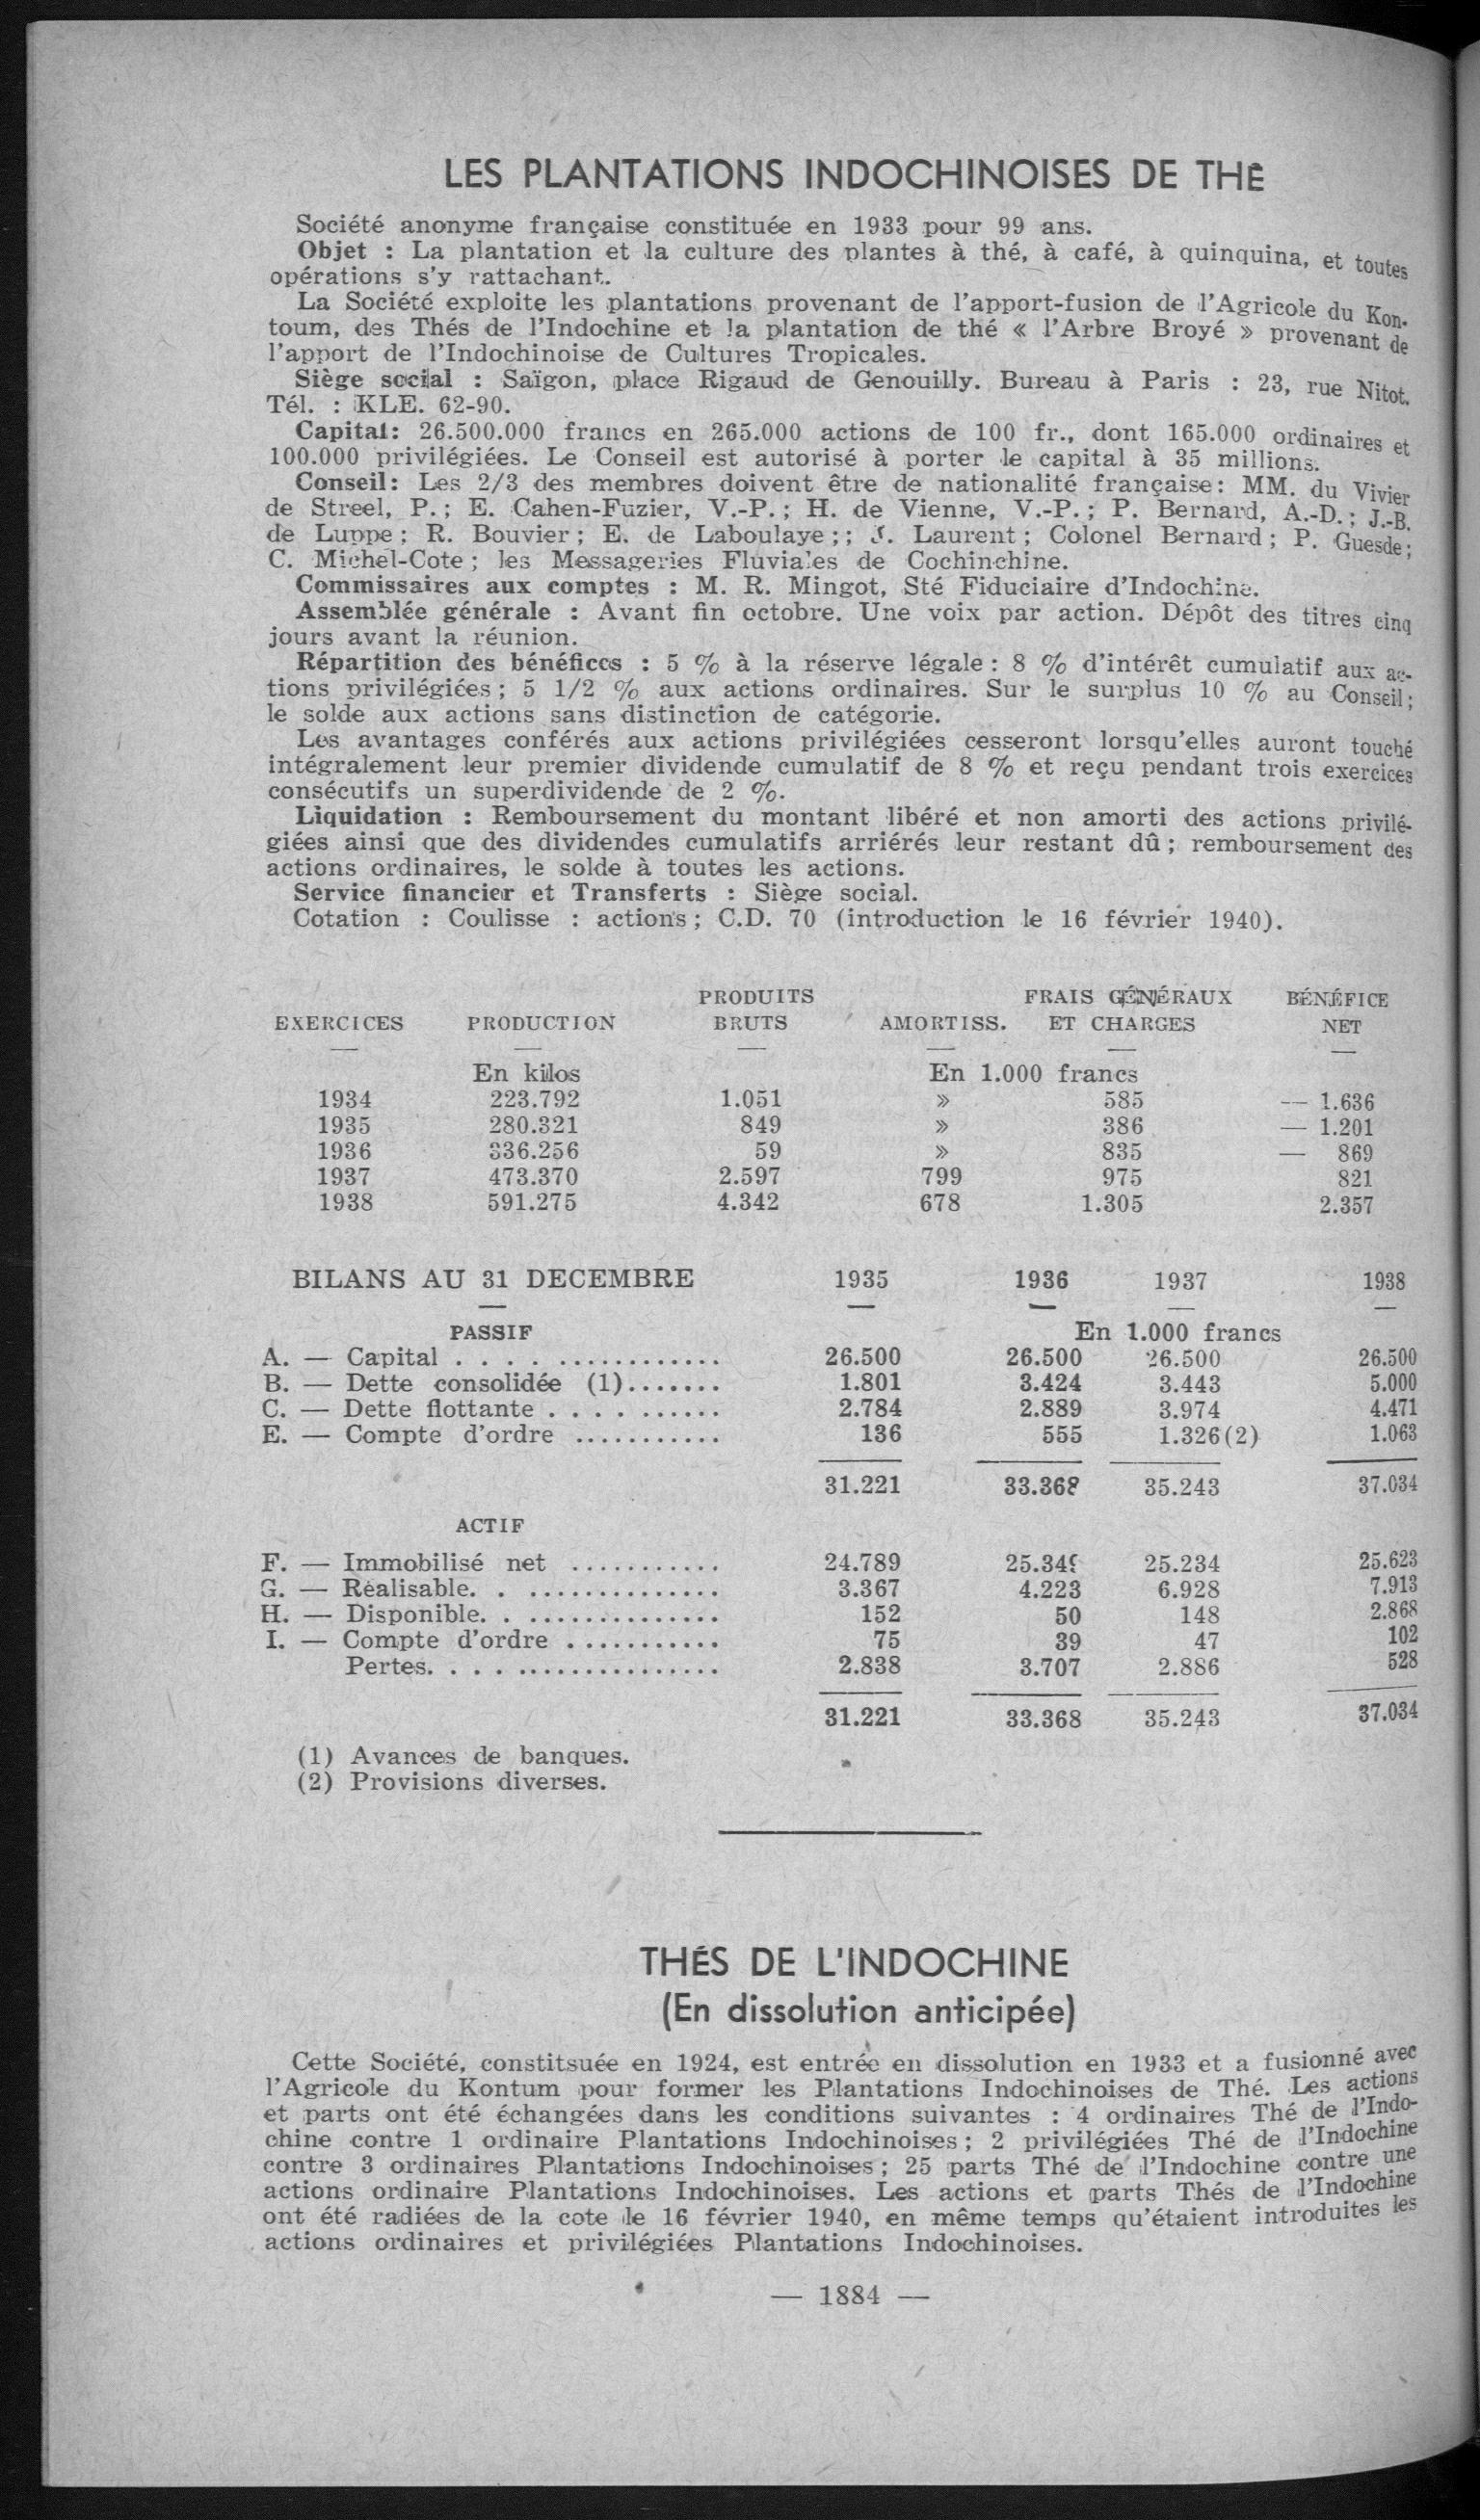 LES PLANTATIONS INDOCHINOISES DE THÊ
Société anonyme française constituée en 1933 pour 99 ans.
Objet : La plantation et la culture des plantes à thé, à café, à quinquina, et toutes
opérations s'y rattachant.
La Société exploite les plantations provenant de l'apport-fusion de l'Agricole du Kon-
toum, des Thés de l'Indochine et la plantation de thé « l'Arbre Broyé » provenant de
l'apport de l'Indochinoise de Cultures Tropicales.
Siège social : Saïgon, place Rigaud de Genouilly. Bureau à Paris : 23, rue Nitot.
Tél. : KLE. 62-90.
Capital: 26.500.000 francs en 265.000 actions de 100 fr., dont 165.000 ordinaires et
100.000 privilégiées. Le Conseil est autorisé à porter le capital à 35 millions.
Conseil: Les 2/3 des membres doivent être de nationalité française: MM. du Vivier
de Streel, P.; E. Cahen-Fuzier, V.-P.; H. de Vienne, V.-P.; P. Bernard, A.-D.; J.-B.
de Luppe; R. Bouvier; E. de Laboulaye;; J. Laurent; Colonel Bernard; P. Guesde;
C. Michel-Cote; les Messageries Fluviales de Cochinchine.
Commissaires aux comptes : M. R. Mingot, Sté Fiduciaire d'Indochine.
Assemblée générale : Avant fin octobre. Une voix par action. Dépôt des titres cinq
jours avant la réunion.
Répartition des bénéfices : 5 % à la réserve légale: 8 % d'intérêt cumulatif aux ac-
tions privilégiées; 5 1/2 % aux actions ordinaires. Sur le surplus 10 % au Conseil;
le solde aux actions sans distinction de catégorie.
Les avantages conférés aux actions privilégiées cesseront lorsqu'elles auront touché
intégralement leur premier dividende cumulatif de 8 % et reçu pendant trois exercices
consécutifs un superdividende de 2 %.
Liquidation : Remboursement du montant libéré et non amorti des actions privilé-
giées ainsi que des dividendes cumulatifs arriérés leur restant dû; remboursement des
actions ordinaires, le solde à toutes les actions.
Service financier et Transferts : Siège social.
Cotation : Coulisse : actions; C.D. 70 (introduction le 16 février 1940).
PRODUITS FRAIS GÉNÉRAUX BÉNÉFICE
EXERCICES PRODUCTION BRUTS AMORTISS. ET CHARGES NET
En kilos En 1.000 francs
1934 223.792 1.051 » 585 — 1.636
1935 280.321 849 » 386 — 1.201
1936 336.256 59 » 835 — 869
1937 473.370 2.597 799 975 821
1938 591.275 4.342 678 1.305 2.357
BILANS AU 31 DECEMBRE 1935 1936 1937 1938
PASSIF En 1.000 francs
A. — Capital . . . . ............ 26.500 26.500 26.500 26.500
B. — Dette consolidée (1)....... 1.801 3.424 3.443 5.000
C. — Dette flottante . . . . ....... 2.784 2.889 3.974 4.471
E. — Compte d'ordre ........... 136 555 1.326(2) 1.063
31.221 33.368 35.243 37.034
ACTIF
F. — Immobilisé net ........... 24.789 25.349 25.234 25.623
G. — Réalisable. . ............... 3.367 4.223 6.928 7.913
H. — Disponible. . ............... 152 50 148 2.868
I. — Compte d'ordre ........... 75 39 47 102
Pertes. . . . ................. 2.838 3.707 2.886 528
31.221 33.368 35.243 37.034
(1) Avances de banques.
(2) Provisions diverses.
THÉS DE L'INDOCHINE
(En dissolution anticipée)
Cette Société, constitsuée en 1924, est entrée en dissolution en 1933 et a fusionné avec
l'Agricole du Kontum pour former les Plantations Indochinoises de Thé. Les actions
et parts ont été échangées dans les conditions suivantes : 4 ordinaires Thé de l'Indo-
chine contre 1 ordinaire Plantations Indochinoises; 2 privilégiées Thé de l'Indochine
contre 3 ordinaires Plantations Indochinoises; 25 parts Thé de l'Indochine contre une
actions ordinaire Plantations Indochinoises. Les actions et parts Thés de l'Indochine
ont été radiées de la cote le 16 février 1940, en même temps qu'étaient introduites les
actions ordinaires et privilégiées Plantations Indochinoises.
— 1884 —